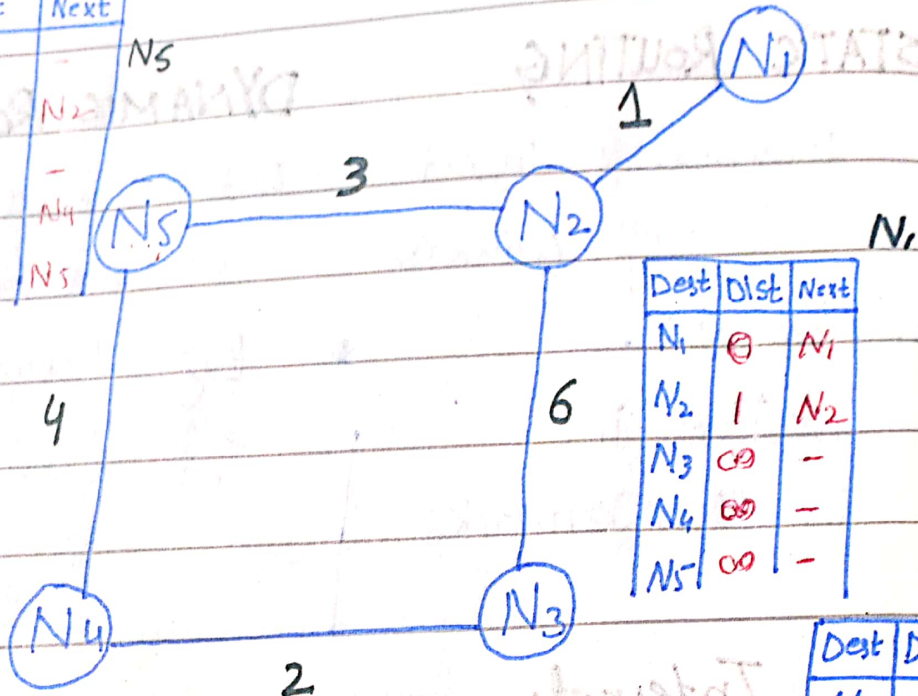 Next
-
N5
N2
-
N4
N5
N1
1
3
N5
N2
N1
Dest Dist Next
N1 0 N1
N2 1 N2
N3 ∞ -
N4 ∞ -
N5 ∞ -
4
6
N4
N3
2
Dest